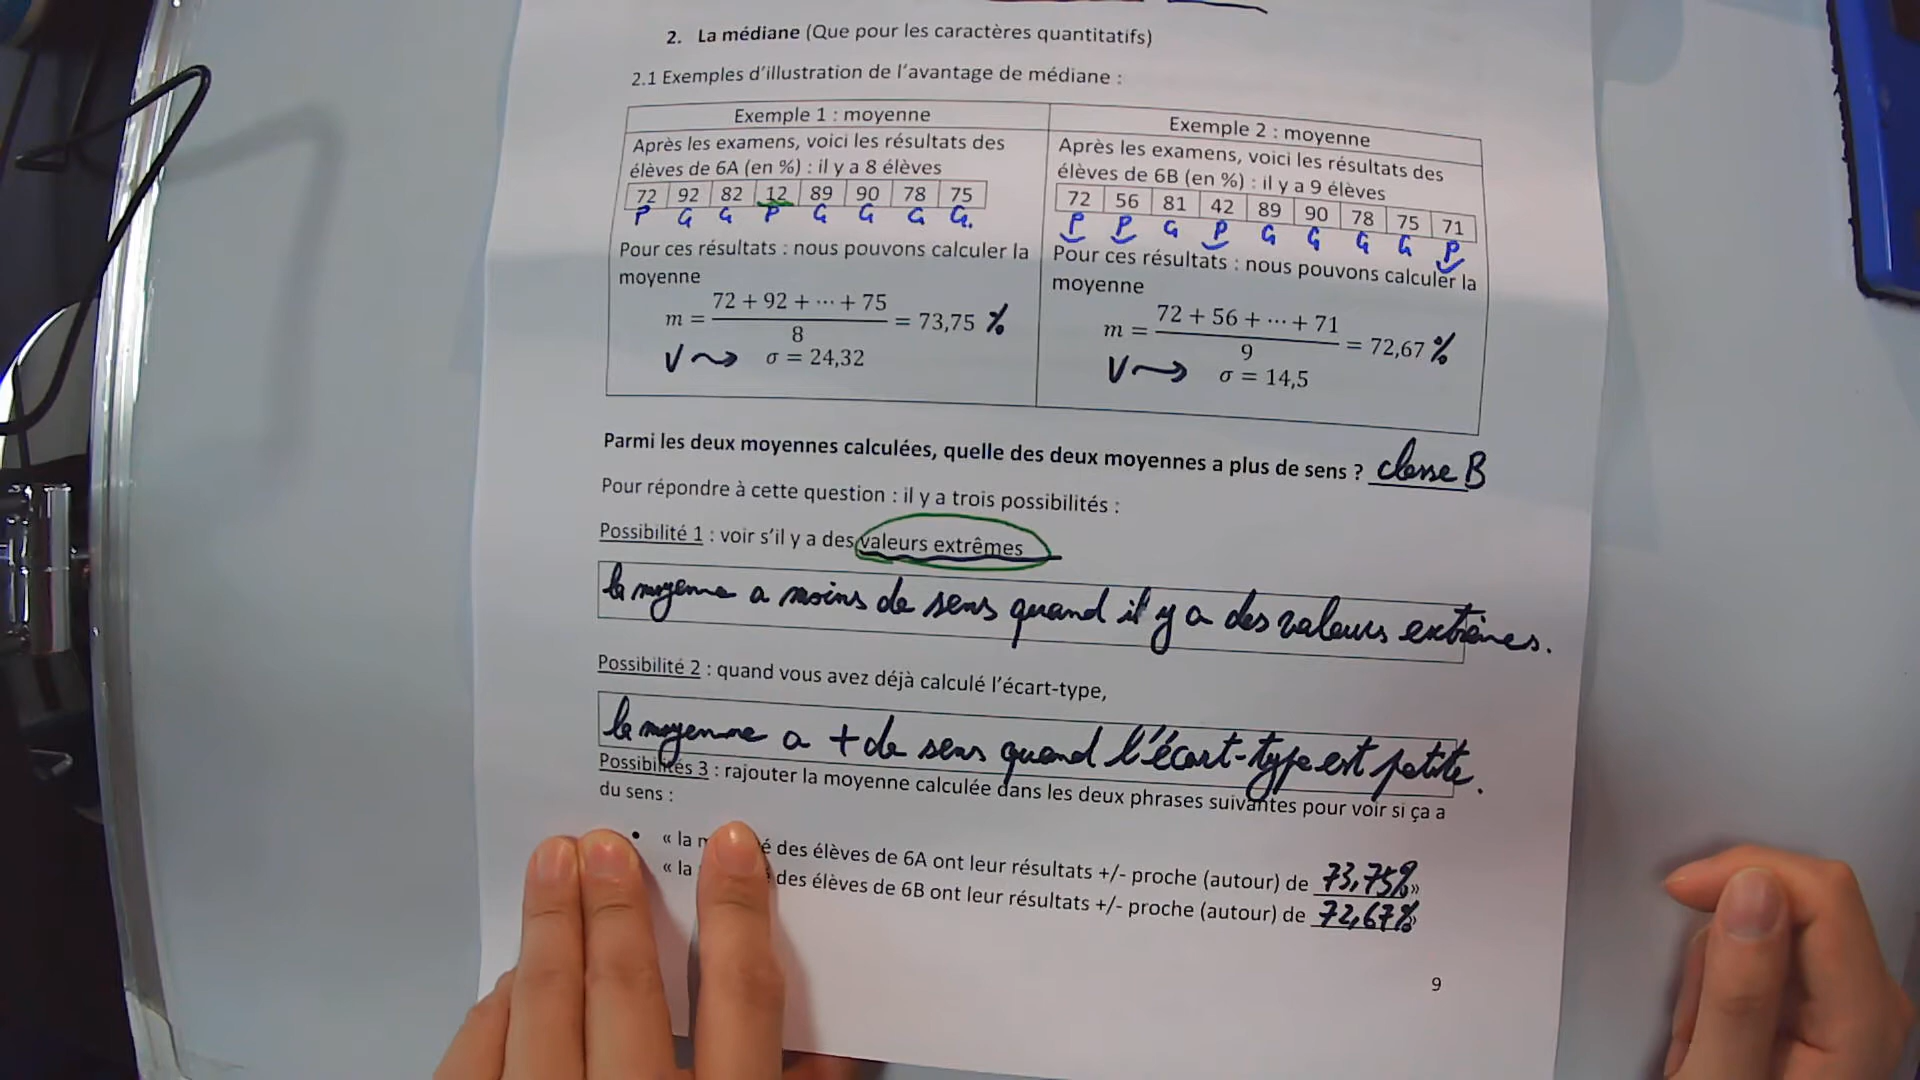 2. La médiane (Que pour les caractères quantitatifs)
2.1 Exemples d'illustration de l'avantage de médiane :
Exemple 1 : moyenne
Après les examens, voici les résultats des
élèves de 6A (en %) : il y a 8 élèves
72 92 82 12 89 90 78 75
P G G P G G G G.
Pour ces résultats : nous pouvons calculer la
moyenne
m = (72 + 92 + ⋯ + 75) / 8 = 73,75 %
V ⤳ σ = 24,32
Exemple 2 : moyenne
Après les examens, voici les résultats des
élèves de 6B (en %) : il y a 9 élèves
72 56 81 42 89 90 78 75 71
P P G P G G G G P
Pour ces résultats : nous pouvons calculer la
moyenne
m = (72 + 56 + ⋯ + 71) / 9 = 72,67 %
V ⤳ σ = 14,5
Parmi les deux moyennes calculées, quelle des deux moyennes a plus de sens ? classe B
Pour répondre à cette question : il y a trois possibilités :
Possibilité 1 : voir s'il y a des valeurs extrêmes
la moyenne a moins de sens quand il y a des valeurs extrêmes.
Possibilité 2 : quand vous avez déjà calculé l'écart-type,
la moyenne a + de sens quand l'écart-type est petite.
Possibilités 3 : rajouter la moyenne calculée dans les deux phrases suivantes pour voir si ça a
du sens :
• « la des élèves de 6A ont leur résultats +/- proche (autour) de 73,75% »
« la des élèves de 6B ont leur résultats +/- proche (autour) de 72,67% »
9